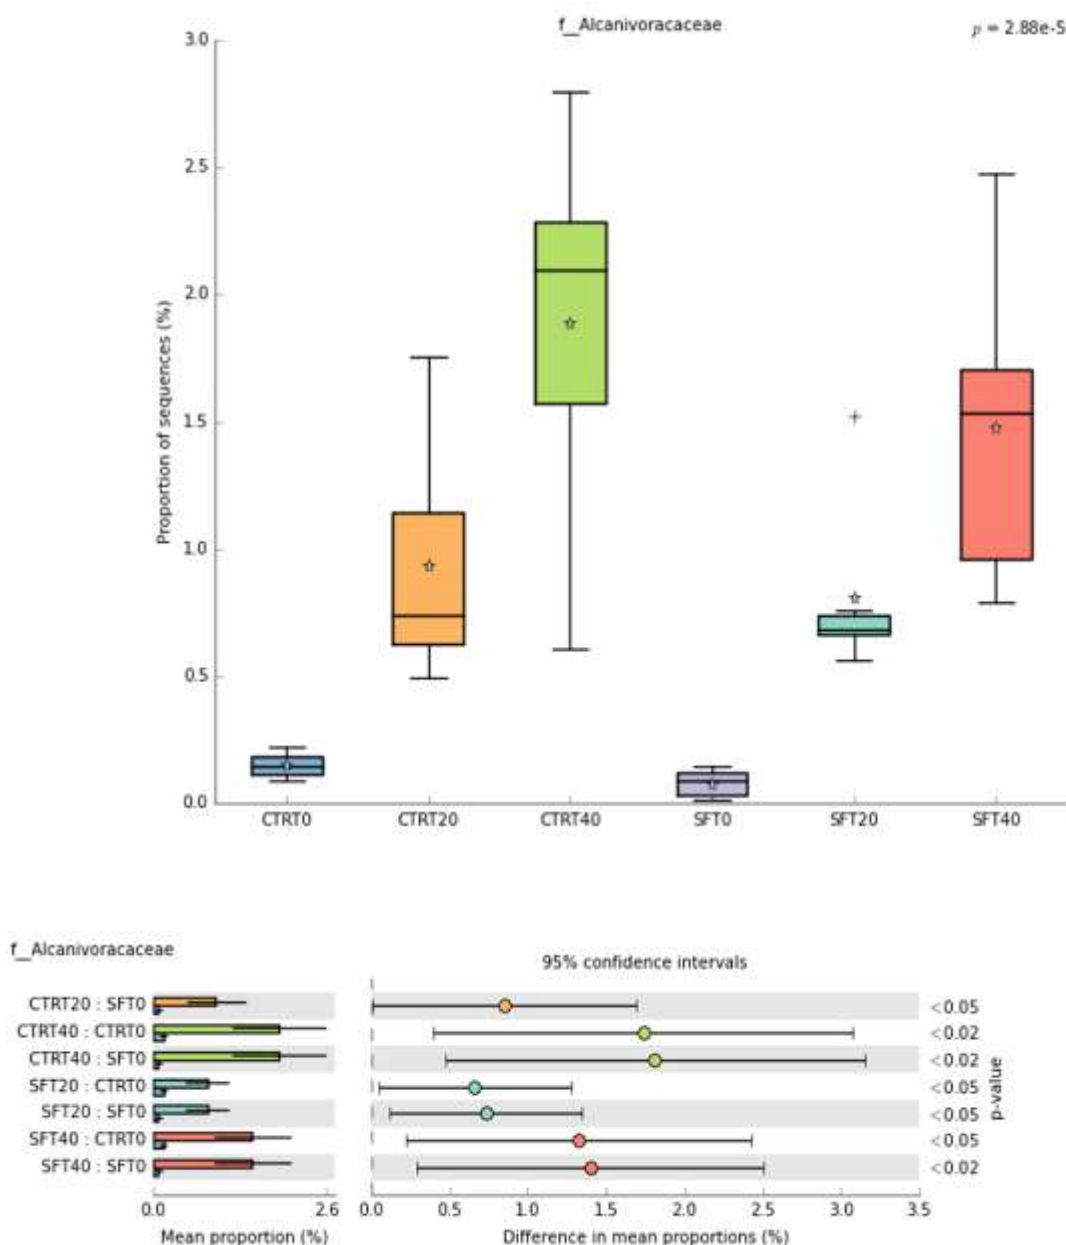 f__Alcanivoracaceae
p = 2.88e-5
3.0
2.5
2.0
1.5
1.0
0.5
0.0
Proportion of sequences (%)
CTRT0 CTRT20 CTRT40 SFT0 SFT20 SFT40
f__Alcanivoracaceae
95% confidence intervals
CTRT20 : SFT0 <0.05
CTRT40 : CTRT0 <0.02
CTRT40 : SFT0 <0.02
SFT20 : CTRT0 <0.05
SFT20 : SFT0 <0.05
SFT40 : CTRT0 <0.05
SFT40 : SFT0 <0.02
p-value
0.0 2.6 0.0 0.5 1.0 1.5 2.0 2.5 3.0 3.5
Mean proportion (%) Difference in mean proportions (%)